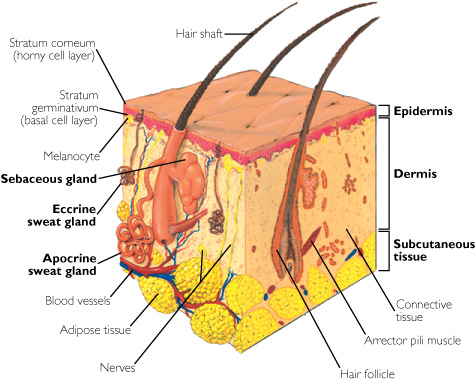 Hair shaft
Stratum corneum
(horny cell layer)
Stratum
germinativum
(basal cell layer)
Melanocyte
Sebaceous gland
Eccrine
sweat gland
Apocrine
sweat gland
Blood vessels
Adipose tissue
Nerves
Epidermis
Dermis
Subcutaneous
tissue
Connective
tissue
Arrector pili muscle
Hair follicle